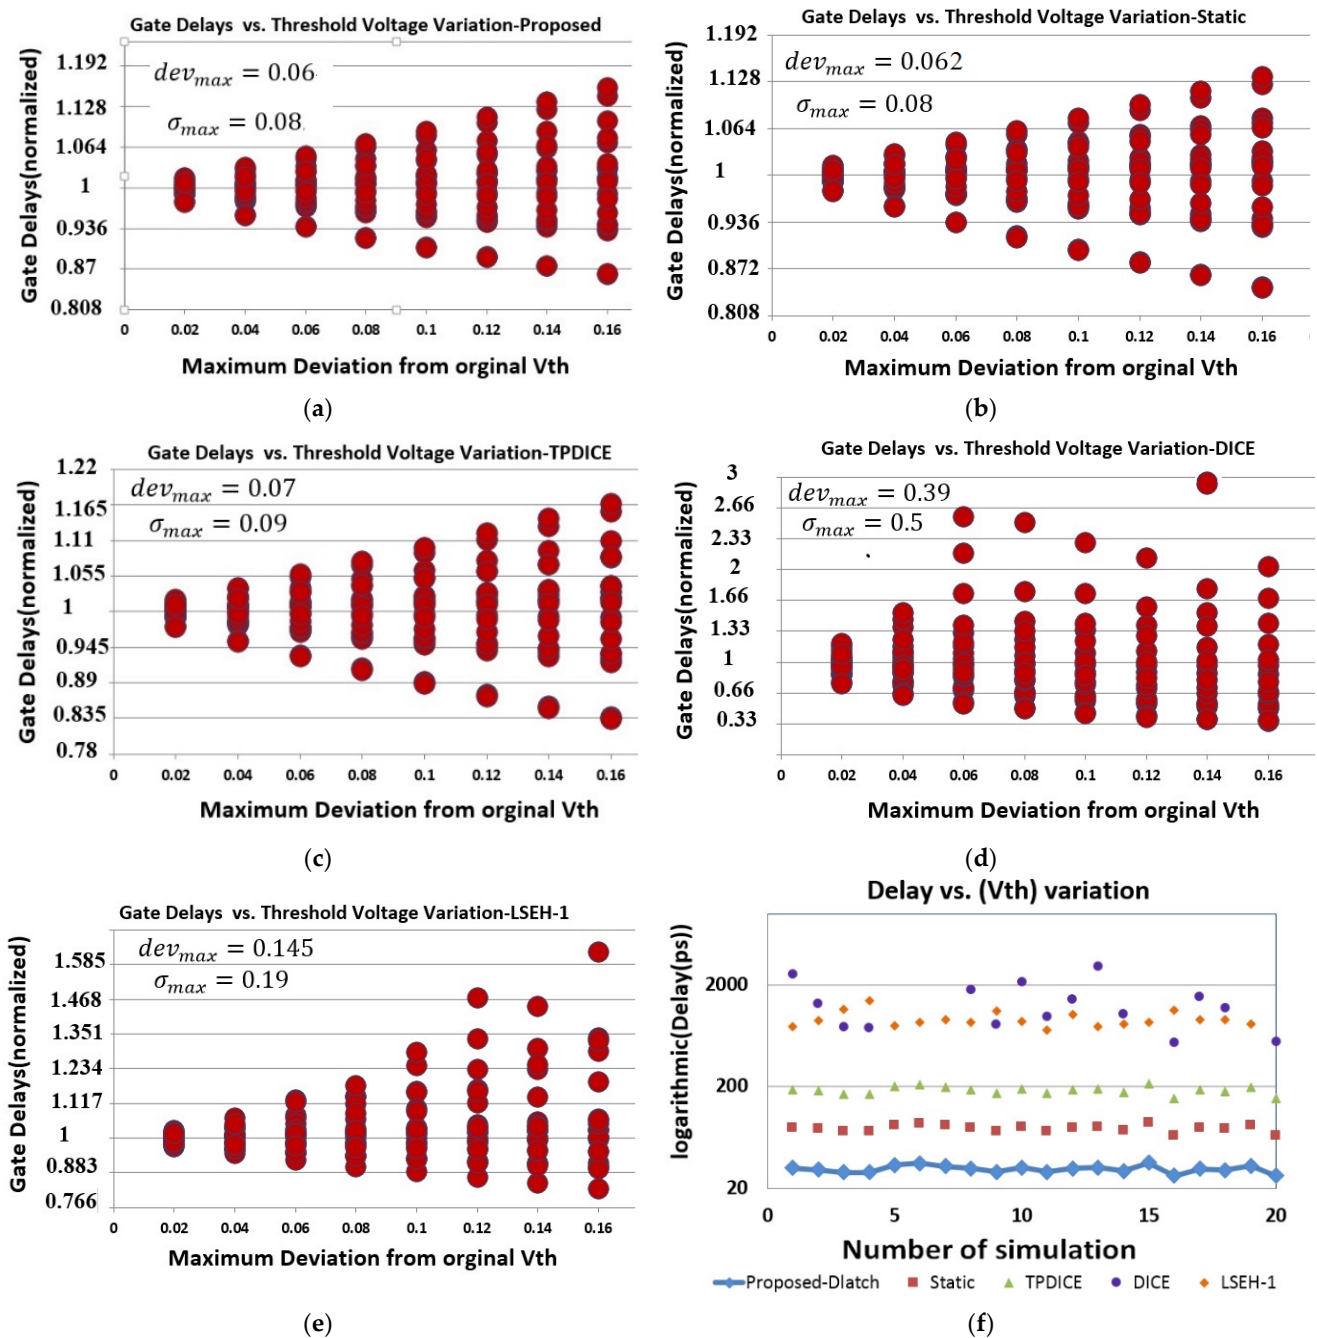 Gate Delays vs. Threshold Voltage Variation-Proposed
Gate Delays(normalized)
1.192
1.128
1.064
1
0.936
0.87
0.808
dev_max = 0.06
σ_max = 0.08
0 0.02 0.04 0.06 0.08 0.1 0.12 0.14 0.16
Maximum Deviation from orginal Vth
(a)
Gate Delays vs. Threshold Voltage Variation-Static
Gate Delays(normalized)
1.192
1.128
1.064
1
0.936
0.872
0.808
dev_max = 0.062
σ_max = 0.08
0 0.02 0.04 0.06 0.08 0.1 0.12 0.14 0.16
Maximum Deviation from orginal Vth
(b)
Gate Delays vs. Threshold Voltage Variation-TPDICE
Gate Delays(normalized)
1.22
1.165
1.11
1.055
1
0.945
0.89
0.835
0.78
dev_max = 0.07
σ_max = 0.09
0 0.02 0.04 0.06 0.08 0.1 0.12 0.14 0.16
Maximum Deviation from orginal Vth
(c)
Gate Delays vs. Threshold Voltage Variation-DICE
Gate Delays(normalized)
3
2.66
2.33
2
1.66
1.33
1
0.66
0.33
dev_max = 0.39
σ_max = 0.5
0 0.02 0.04 0.06 0.08 0.1 0.12 0.14 0.16
Maximum Deviation from orginal Vth
(d)
Gate Delays vs. Threshold Voltage Variation-LSEH-1
Gate Delays(normalized)
1.585
1.468
1.351
1.234
1.117
1
0.883
0.766
dev_max = 0.145
σ_max = 0.19
0 0.02 0.04 0.06 0.08 0.1 0.12 0.14 0.16
Maximum Deviation from orginal Vth
(e)
Delay vs. (Vth) variation
logarithmic(Delay(ps))
2000
200
20
0 5 10 15 20
Number of simulation
Proposed-Dlatch Static TPDICE DICE LSEH-1
(f)